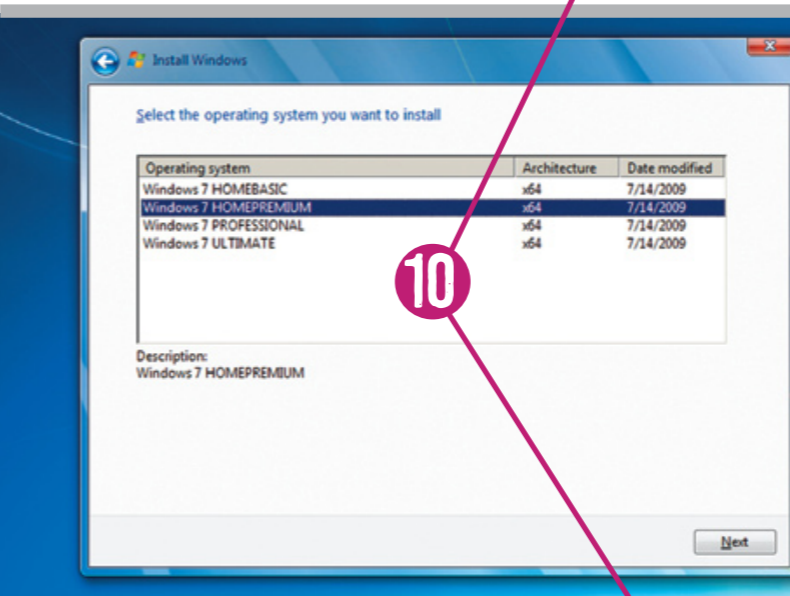 Install Windows
Select the operating system you want to install
Operating system Architecture Date modified
Windows 7 HOMEBASIC x64 7/14/2009
Windows 7 HOMEPREMIUM x64 7/14/2009
Windows 7 PROFESSIONAL x64 7/14/2009
Windows 7 ULTIMATE x64 7/14/2009
10
Description:
Windows 7 HOMEPREMIUM
Next